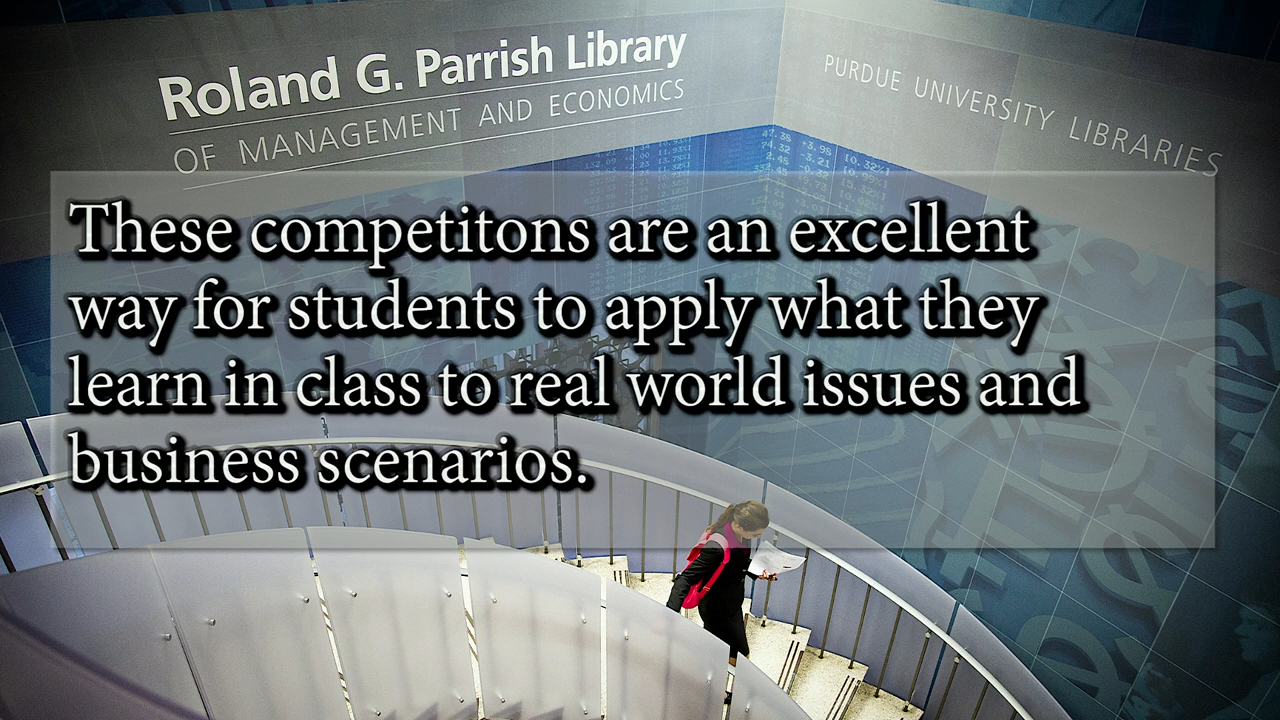 Roland G. Parrish Library
OF MANAGEMENT AND ECONOMICS
PURDUE UNIVERSITY LIBRARIES
These competitons are an excellent
way for students to apply what they
learn in class to real world issues and
business scenarios.